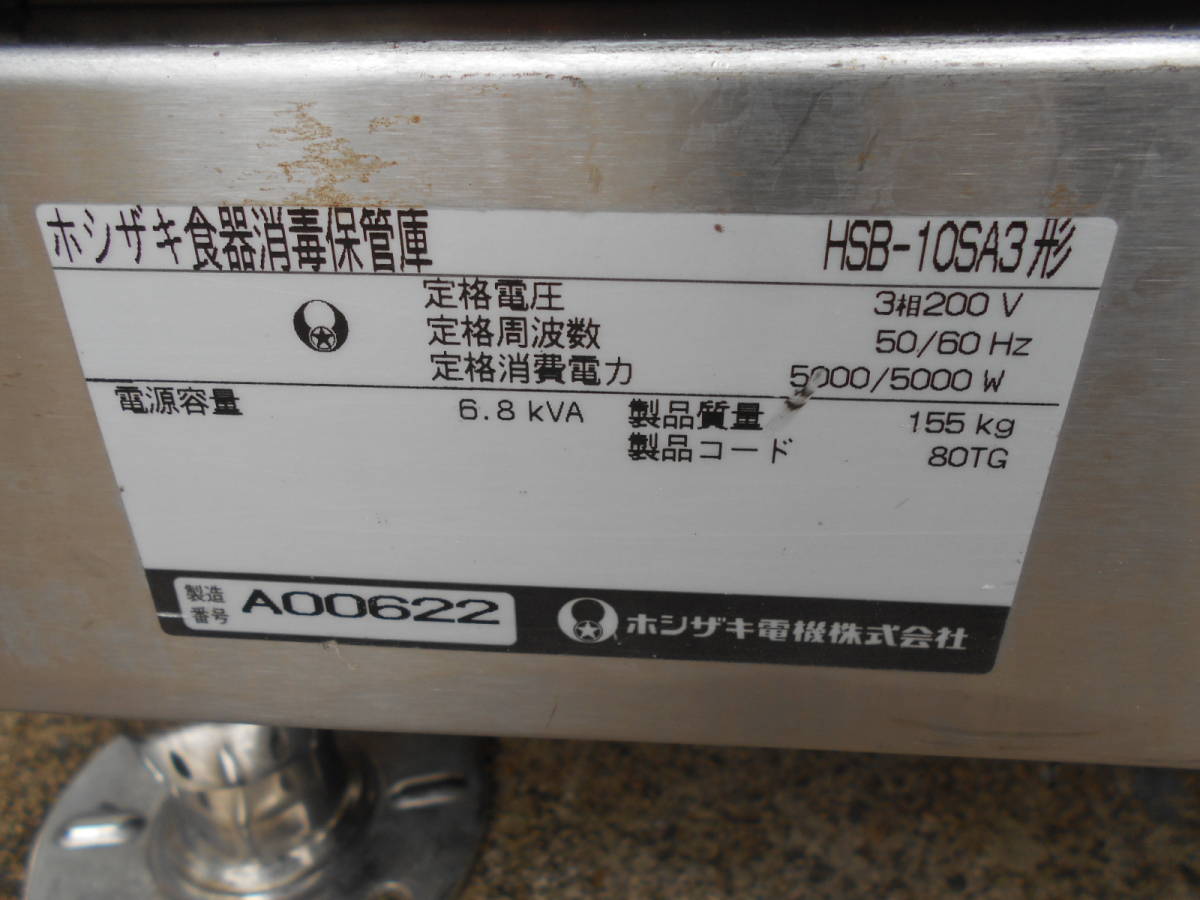 ホシザキ食器消毒保管庫 HSB-10SA3形
定格電圧 3相200 V
定格周波数 50/60 Hz
定格消費電力 5000/5000 W
電源容量 6.8 kVA 製品質量 155 kg
製品コード 80TG
製造番号 A00622 ホシザキ電機株式会社